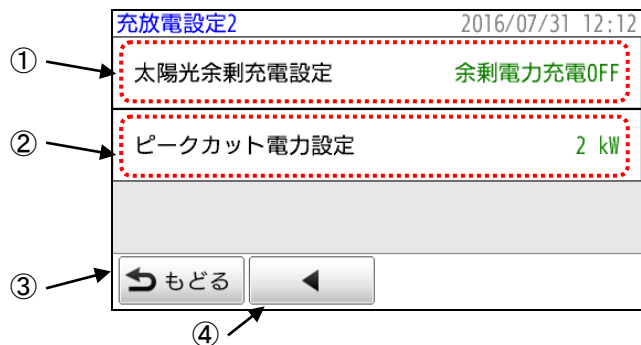 充放電設定2 2016/07/31 12:12
① 太陽光余剰充電設定 余剰電力充電OFF
② ピークカット電力設定 2 kW
③ もどる ◀
④